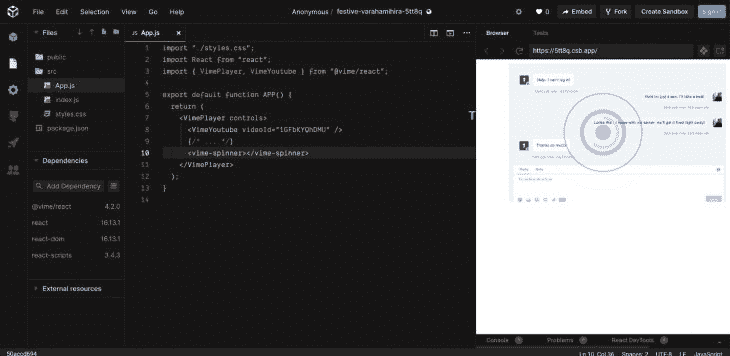 File Edit Selection View Go Help
Anonymous / festive-varahamihira-5tt8q
0 Embed Fork Create Sandbox Sign in
Files
public
src
App.js
index.js
styles.css
package.json
Dependencies
Add Dependency
@vime/react 4.2.0
react 16.13.1
react-dom 16.13.1
react-scripts 3.4.3
External resources
App.js
1 import "./styles.css";
2 import React from "react";
3 import { VimePlayer, VimeYoutube } from "@vime/react";
4
5 export default function APP() {
6 return (
7 <VimePlayer controls>
8 <VimeYoutube videoId="1GFbKYQhDMU" />
9 {/* ... */}
10 <vime-spinner></vime-spinner>
11 </VimePlayer>
12 );
13 }
14
Browser Tests
https://5tt8q.csb.app/
Console Problems React DevTools
50accd694
Ln 10, Col 36 Spaces: 2 UTF-8 LF JavaScript